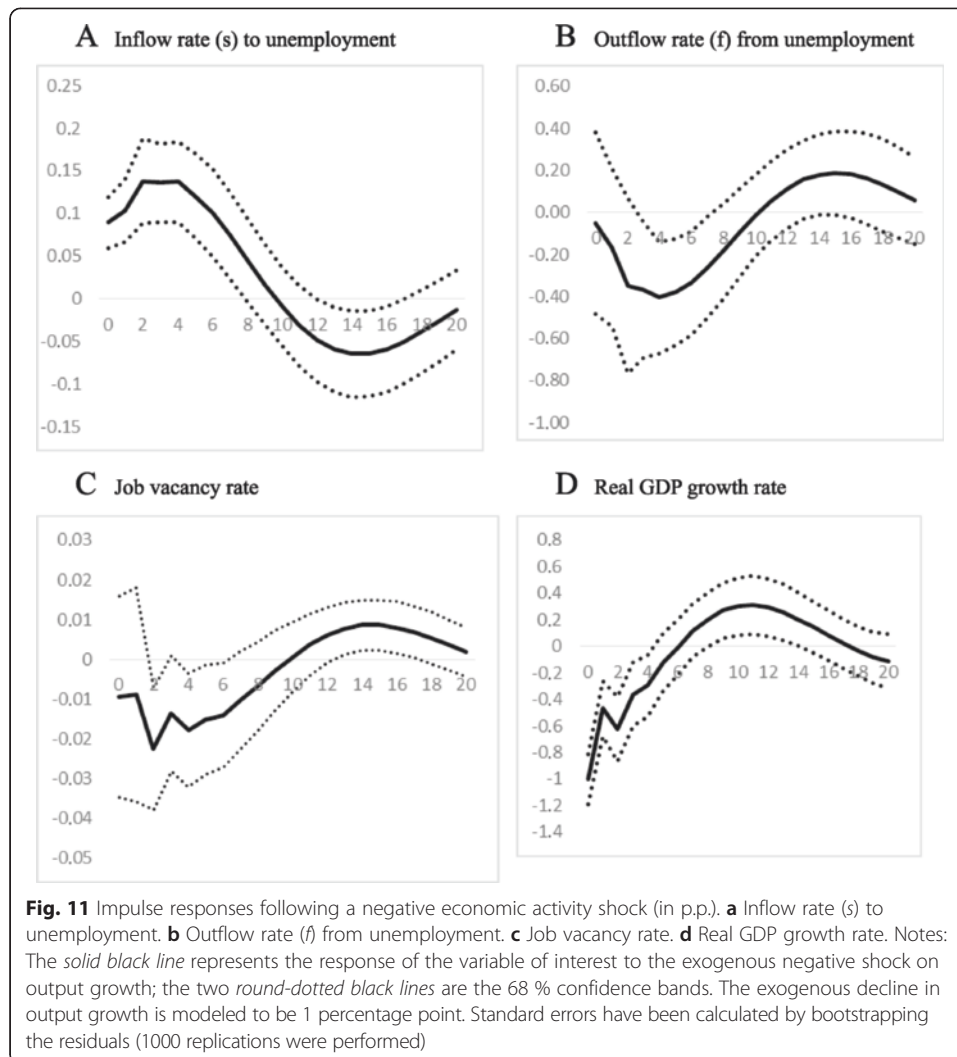 A Inflow rate (s) to unemployment
0.25
0.2
0.15
0.1
0.05
0
-0.05
-0.1
-0.15
0 2 4 6 8 10 12 14 16 18 20
B Outflow rate (f) from unemployment
0.60
0.40
0.20
0.00
-0.20
-0.40
-0.60
-0.80
-1.00
0 2 4 6 8 10 12 14 16 18 20
C Job vacancy rate
0.03
0.02
0.01
0
-0.01
-0.02
-0.03
-0.04
-0.05
0 2 4 6 8 10 12 14 16 18 20
D Real GDP growth rate
0.8
0.6
0.4
0.2
0
-0.2
-0.4
-0.6
-0.8
-1
-1.2
-1.4
0 2 4 6 8 10 12 14 16 18 20
Fig. 11 Impulse responses following a negative economic activity shock (in p.p.). a Inflow rate (s) to
unemployment. b Outflow rate (f) from unemployment. c Job vacancy rate. d Real GDP growth rate. Notes:
The solid black line represents the response of the variable of interest to the exogenous negative shock on
output growth; the two round-dotted black lines are the 68 % confidence bands. The exogenous decline in
output growth is modeled to be 1 percentage point. Standard errors have been calculated by bootstrapping
the residuals (1000 replications were performed)